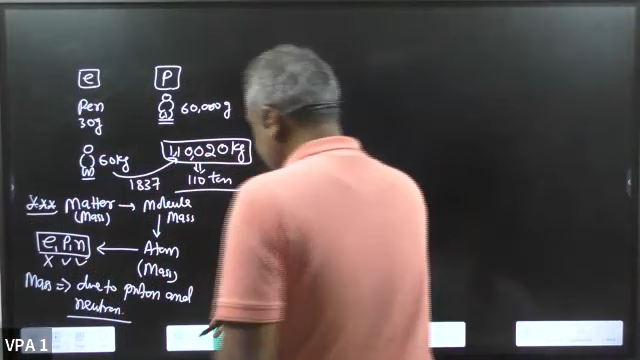 e P
Pen 60,000g
30g
60kg 1,10,020kg
1837 110 ton
Matter → Molecule
(Mass) Mass
e, P, n ← Atom
x ✓ ✓ (Mass)
Mass => due to proton and
neutron.
VPA 1